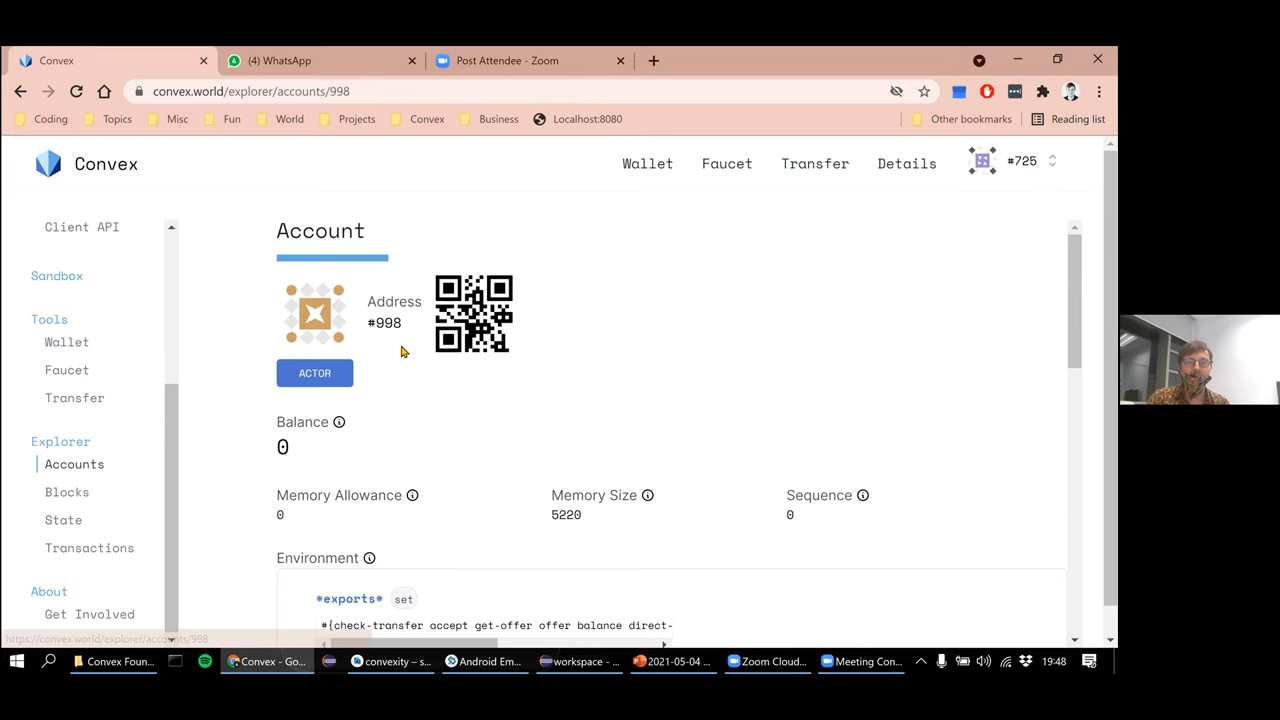 Convex
(4) WhatsApp
Post Attendee - Zoom
convex.world/explorer/accounts/998
Coding Topics Misc Fun World Projects Convex Business Localhost:8080 Other bookmarks Reading list
Convex
Wallet Faucet Transfer Details #725
Client API
Sandbox
Tools
Wallet
Faucet
Transfer
Explorer
Accounts
Blocks
State
Transactions
About
Get Involved
Account
Address
#998
ACTOR
Balance
0
Memory Allowance Memory Size Sequence
0 5220 0
Environment
*exports* set
#{check-transfer accept get-offer offer balance direct-
https://convex.world/explorer/accounts/998
Convex Foun... Convex - Go... convexity – s... Android Em... workspace - ... 2021-05-04 ... Zoom Cloud... Meeting Con... 19:48